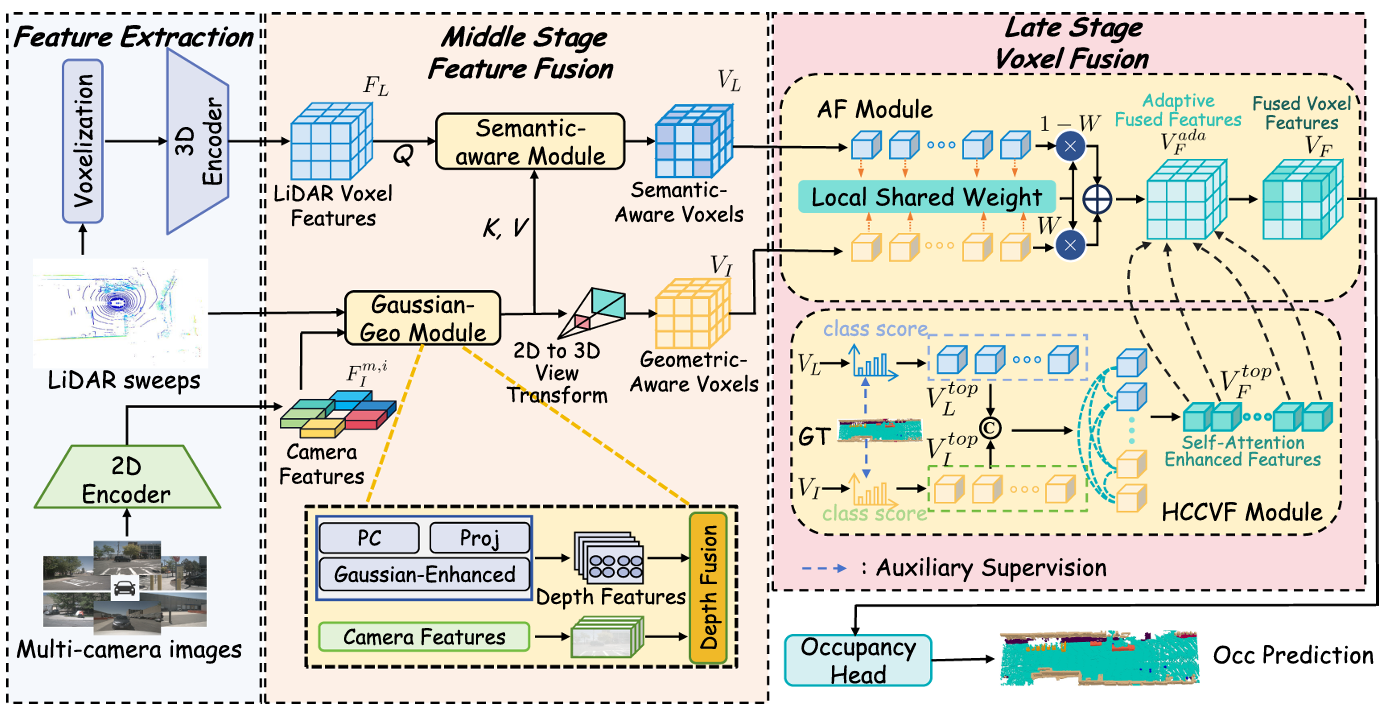 Feature Extraction
Voxelization
3D
Encoder
LiDAR sweeps
2D
Encoder
Multi-camera images
Middle Stage
Feature Fusion
F_L
LiDAR Voxel
Features
Q
Semantic-
aware Module
K, V
V_L
Semantic-
Aware Voxels
Gaussian-
Geo Module
2D to 3D
View
Transform
V_I
Geometric-
Aware Voxels
F_I^{m,i}
Camera
Features
PC
Proj
Gaussian-Enhanced
Depth Features
Camera Features
Depth Fusion
Late Stage
Voxel Fusion
AF Module
Local Shared Weight
1 − W
W
×
×
Adaptive
Fused Features
V_F^{ada}
Fused Voxel
Features
V_F
class score
V_L
V_L^{top}
GT
©
V_I^{top}
V_I
class score
V_F^{top}
Self-Attention
Enhanced Features
HCCVF Module
: Auxiliary Supervision
Occupancy
Head
Occ Prediction